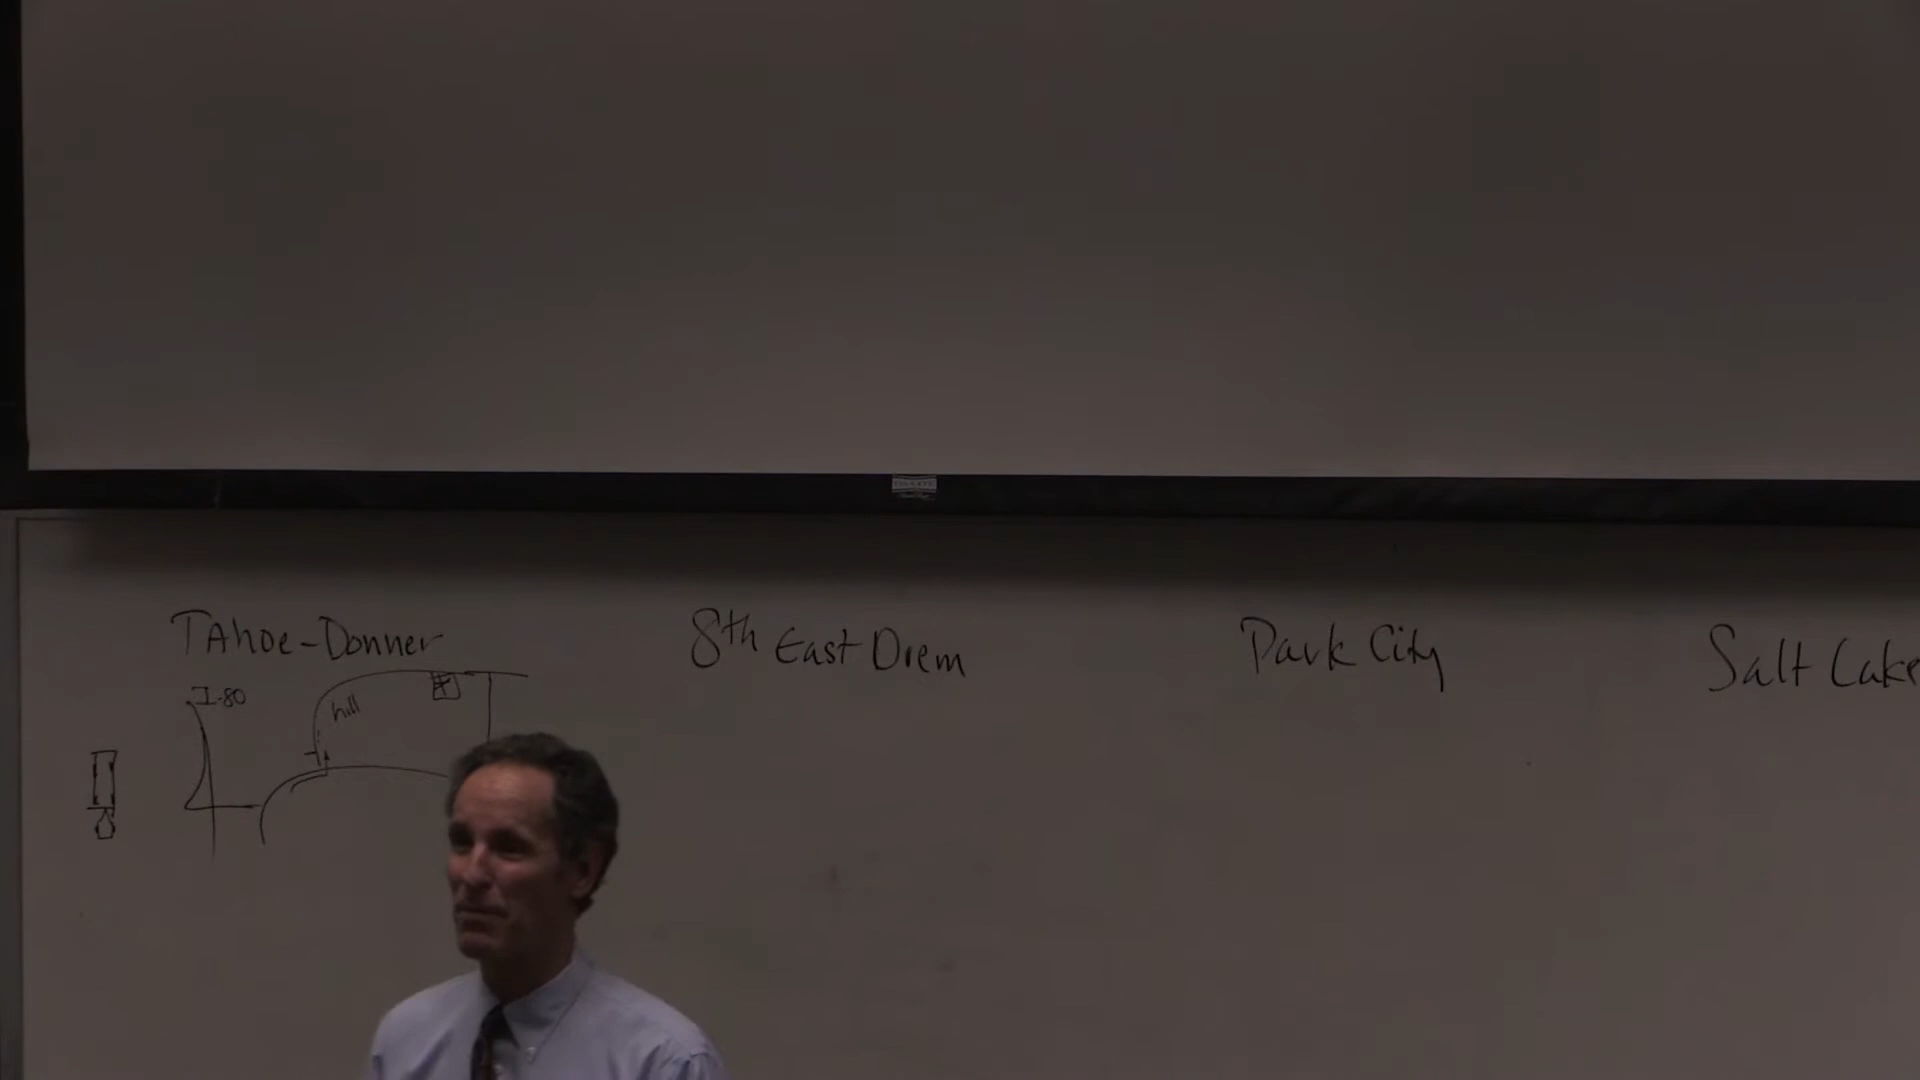 TAhoe-Donner
8th East Orem
Park City
Salt Lake
I-80
hill